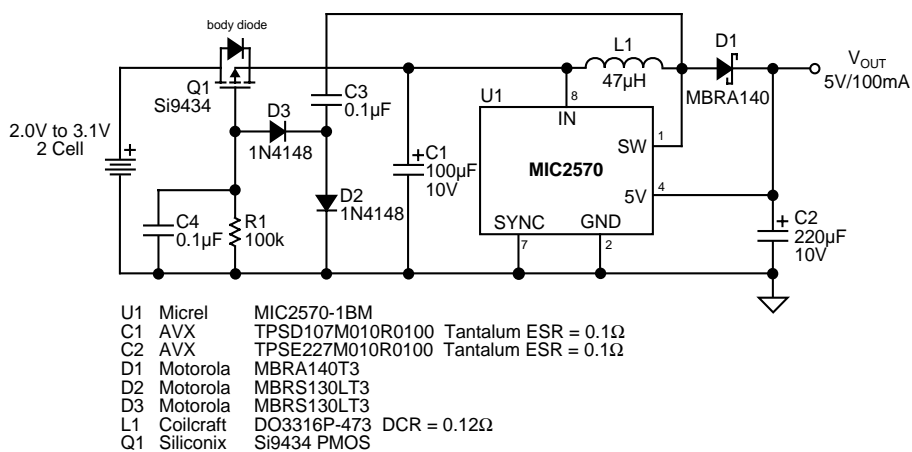 body diode
Q1
Si9434
2.0V to 3.1V
2 Cell
+
C4
0.1µF
R1
100k
D3
1N4148
C3
0.1µF
D2
1N4148
+
C1
100µF
10V
U1
8
IN
MIC2570
SW
1
5V
4
SYNC
7
GND
2
L1
47µH
D1
MBRA140
VOUT
5V/100mA
+
C2
220µF
10V
U1 Micrel MIC2570-1BM
C1 AVX TPSD107M010R0100 Tantalum ESR = 0.1Ω
C2 AVX TPSE227M010R0100 Tantalum ESR = 0.1Ω
D1 Motorola MBRA140T3
D2 Motorola MBRS130LT3
D3 Motorola MBRS130LT3
L1 Coilcraft DO3316P-473 DCR = 0.12Ω
Q1 Siliconix Si9434 PMOS